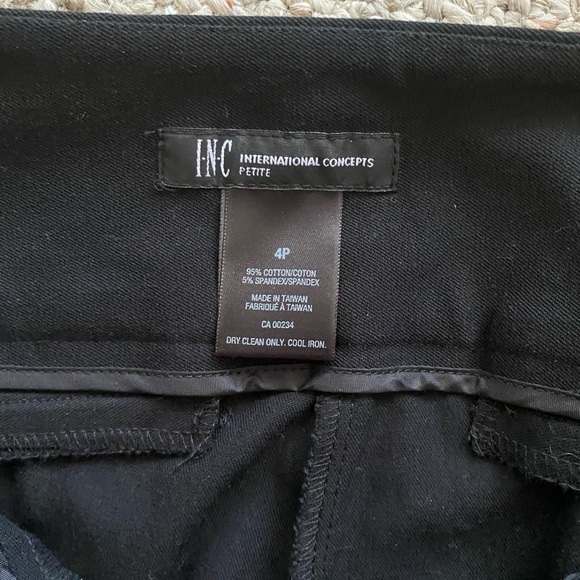 I·N·C INTERNATIONAL CONCEPTS
PETITE
4P
95% COTTON/COTON
5% SPANDEX/SPANDEX
MADE IN TAIWAN
FABRIQUÉ À TAIWAN
CA 00234
DRY CLEAN ONLY. COOL IRON.